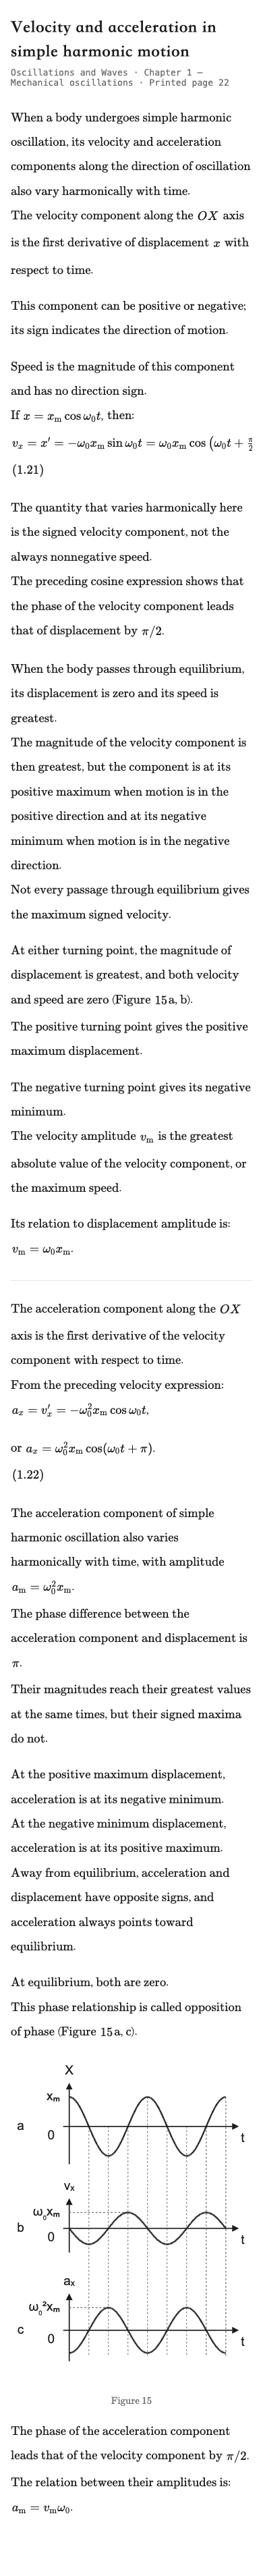 Velocity and acceleration in
simple harmonic motion
Oscillations and Waves · Chapter 1 —
Mechanical oscillations · Printed page 22
When a body undergoes simple harmonic
oscillation, its velocity and acceleration
components along the direction of oscillation
also vary harmonically with time.
The velocity component along the OX axis
is the first derivative of displacement x with
respect to time.
This component can be positive or negative;
its sign indicates the direction of motion.
Speed is the magnitude of this component
and has no direction sign.
If x = xₘ cos ω₀t, then:
vₓ = x′ = −ω₀xₘ sin ω₀t = ω₀xₘ cos (ω₀t + π/2
(1.21)
The quantity that varies harmonically here
is the signed velocity component, not the
always nonnegative speed.
The preceding cosine expression shows that
the phase of the velocity component leads
that of displacement by π/2.
When the body passes through equilibrium,
its displacement is zero and its speed is
greatest.
The magnitude of the velocity component is
then greatest, but the component is at its
positive maximum when motion is in the
positive direction and at its negative
minimum when motion is in the negative
direction.
Not every passage through equilibrium gives
the maximum signed velocity.
At either turning point, the magnitude of
displacement is greatest, and both velocity
and speed are zero (Figure 15 a, b).
The positive turning point gives the positive
maximum displacement.
The negative turning point gives its negative
minimum.
The velocity amplitude vₘ is the greatest
absolute value of the velocity component, or
the maximum speed.
Its relation to displacement amplitude is:
vₘ = ω₀xₘ.
The acceleration component along the OX
axis is the first derivative of the velocity
component with respect to time.
From the preceding velocity expression:
aₓ = v′ₓ = −ω₀²xₘ cos ω₀t,
or aₓ = ω₀²xₘ cos(ω₀t + π).
(1.22)
The acceleration component of simple
harmonic oscillation also varies
harmonically with time, with amplitude
aₘ = ω₀²xₘ.
The phase difference between the
acceleration component and displacement is
π.
Their magnitudes reach their greatest values
at the same times, but their signed maxima
do not.
At the positive maximum displacement,
acceleration is at its negative minimum.
At the negative minimum displacement,
acceleration is at its positive maximum.
Away from equilibrium, acceleration and
displacement have opposite signs, and
acceleration always points toward
equilibrium.
At equilibrium, both are zero.
This phase relationship is called opposition
of phase (Figure 15 a, c).
X
xₘ
a
0
t
vₓ
ω₀xₘ
b
0
t
aₓ
ω₀²xₘ
c
0
t
Figure 15
The phase of the acceleration component
leads that of the velocity component by π/2.
The relation between their amplitudes is:
aₘ = vₘω₀.